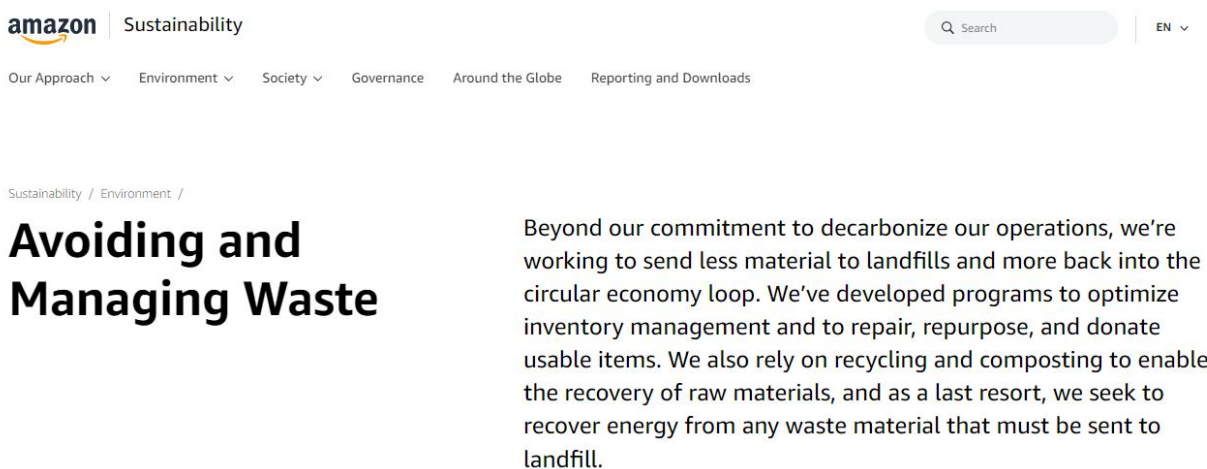 amazon Sustainability
Search
EN
Our Approach Environment Society Governance Around the Globe Reporting and Downloads
Sustainability / Environment /
Avoiding and
Managing Waste
Beyond our commitment to decarbonize our operations, we’re
working to send less material to landfills and more back into the
circular economy loop. We’ve developed programs to optimize
inventory management and to repair, repurpose, and donate
usable items. We also rely on recycling and composting to enable
the recovery of raw materials, and as a last resort, we seek to
recover energy from any waste material that must be sent to
landfill.